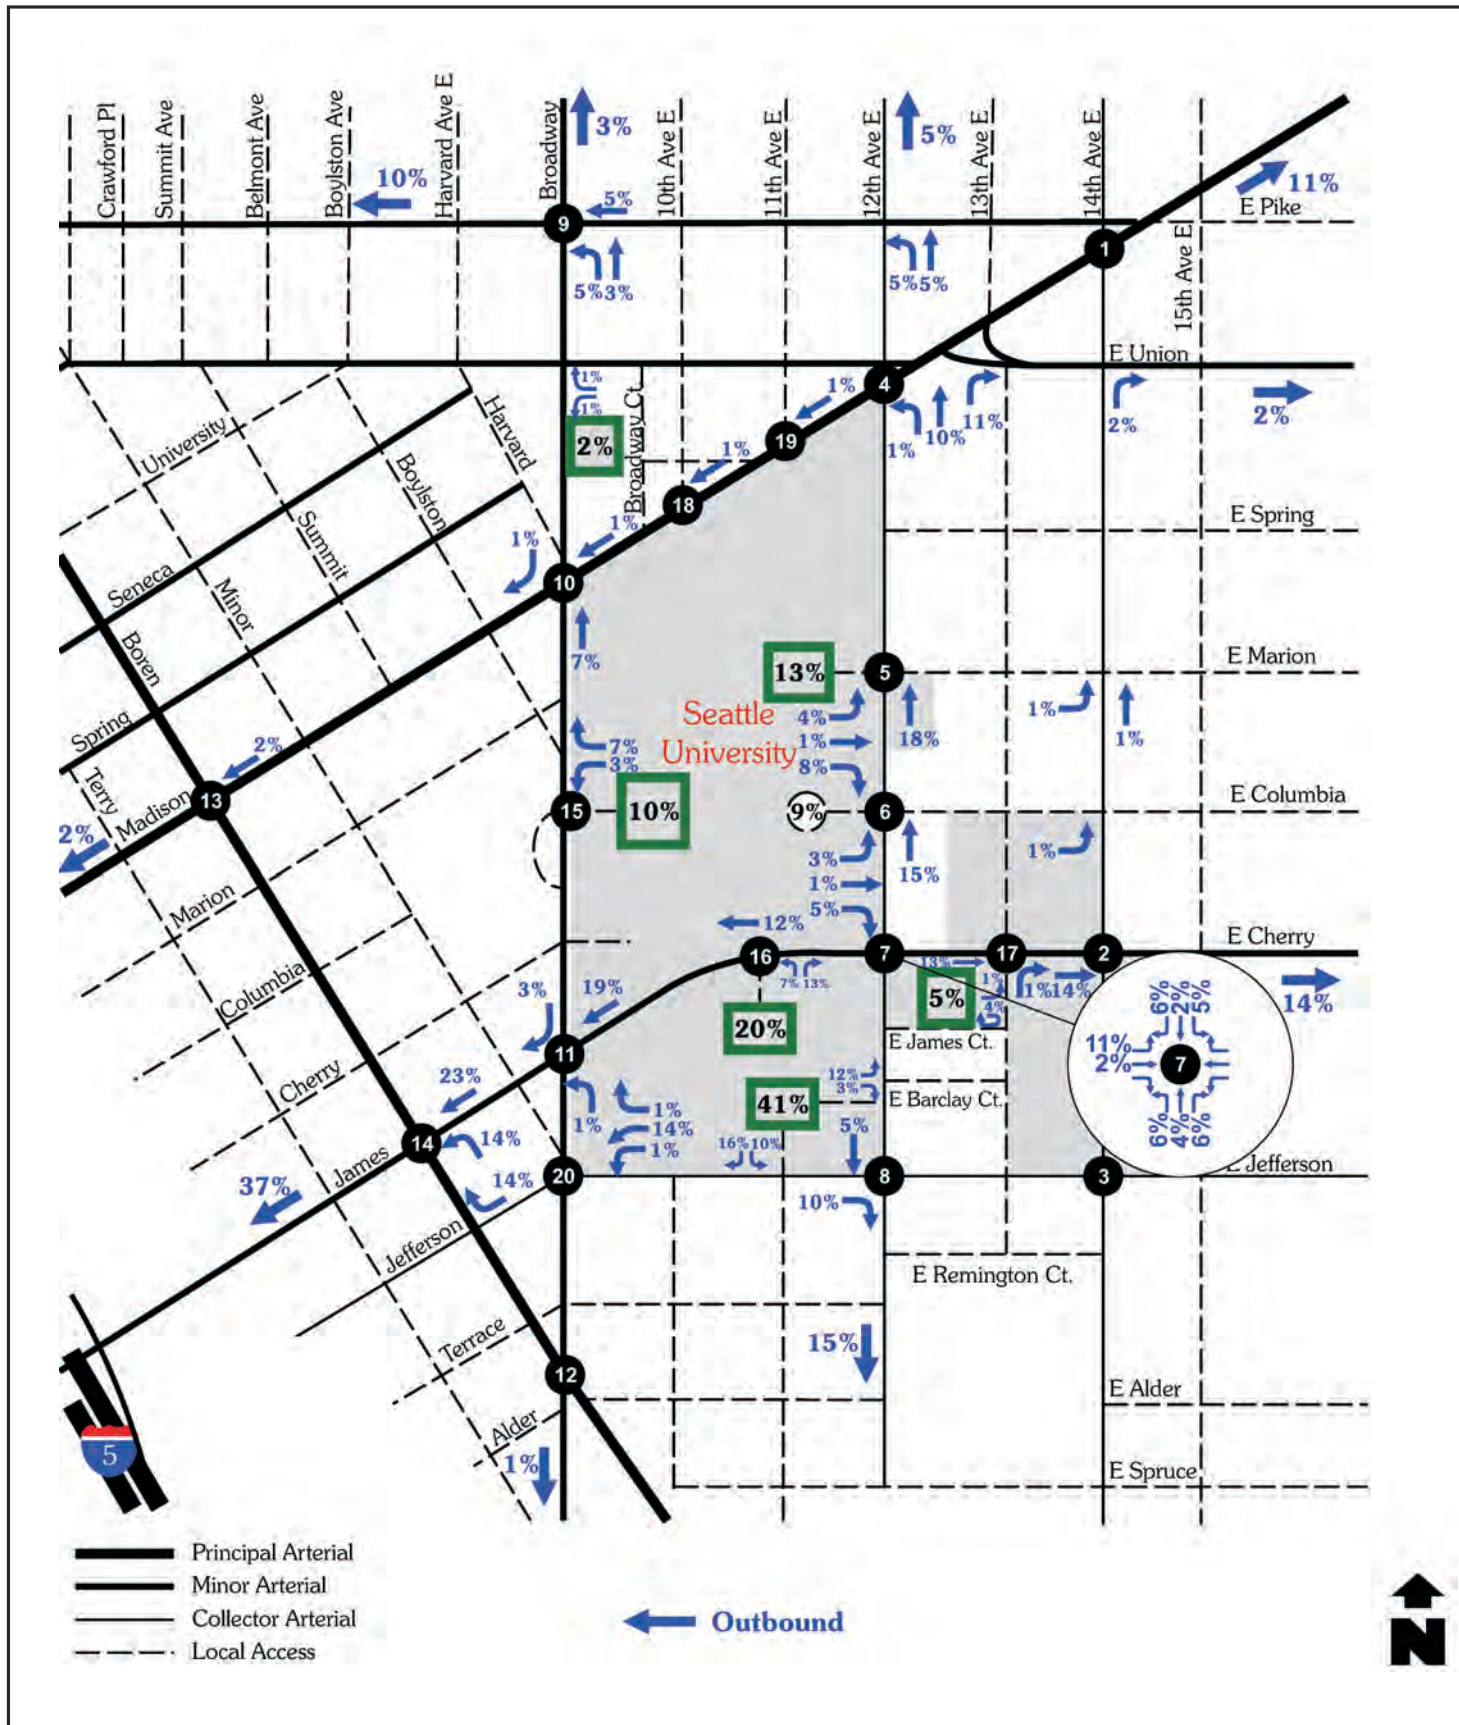 Crawford Pl
Summit Ave
Belmont Ave
Boylston Ave
Harvard Ave E
Broadway
10th Ave E
11th Ave E
12th Ave E
13th Ave E
14th Ave E
15th Ave E
3%
5%
10%
11%
E Pike
5%
9
1
5% 3%
5% 5%
E Union
1%
1%
2%
Broadway Ct.
1%
4
19
1%
10%
11%
2%
2%
University
Harvard
Boylston
Summit
Minor
Seneca
Spring
Boren
Terry
Madison
1%
18
1%
1%
10
E Spring
7%
13%
5
E Marion
Seattle
University
4%
1%
8%
18%
1%
1%
7%
3%
2%
13
2%
15
10%
9%
6
E Columbia
3%
1%
5%
15%
1%
Marion
Columbia
Cherry
James
Jefferson
Terrace
Alder
12%
16
7% 13%
7
13%
17
2
E Cherry
5%
1%
4%
1% 14%
14%
E James Ct.
3%
19%
11
20%
23%
14
14%
14%
37%
1%
1%
14%
1%
41%
12%
3%
E Barclay Ct.
5%
16% 10%
6% 2% 5%
11%
2%
7
6% 4% 6%
20
8
3
E Jefferson
10%
E Remington Ct.
15%
12
1%
E Alder
E Spruce
5
Principal Arterial
Minor Arterial
Collector Arterial
Local Access
Outbound
N